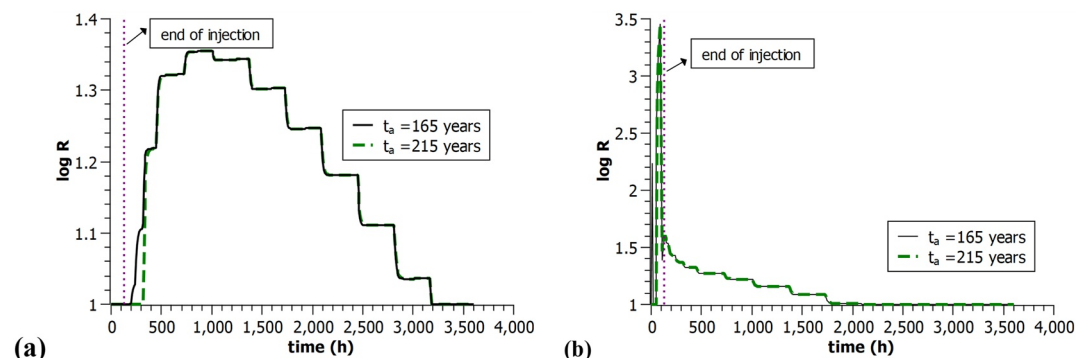 1.4
end of injection
1.3
t_a =165 years
t_a =215 years
log R
1.2
1.1
1
0 500 1,000 1,500 2,000 2,500 3,000 3,500 4,000
time (h)
(a)
3.5
end of injection
3
2.5
log R
2
t_a =165 years
t_a =215 years
1.5
1
0 500 1,000 1,500 2,000 2,500 3,000 3,500 4,000
time (h)
(b)